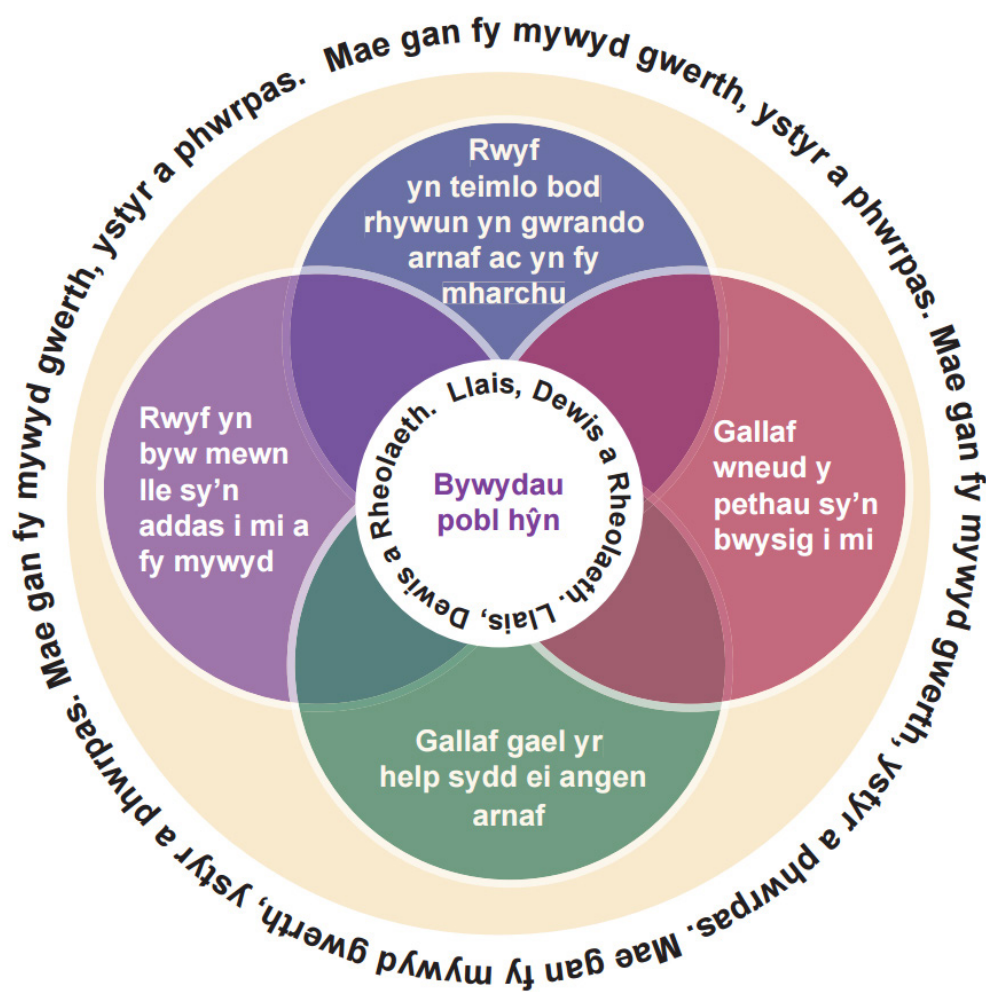 Mae gan fy mywyd gwerth, ystyr a phwrpas. Mae gan fy mywyd gwerth, ystyr a phwrpas. Mae gan fy mywyd gwerth, ystyr a phwrpas. Mae gan fy mywyd gwerth, ystyr a phwrpas.
Rwyf
yn teimlo bod
rhywun yn gwrando
arnaf ac yn fy
mharchu
Rwyf yn
byw mewn
lle sy’n
addas i mi a
fy mywyd
Llais, Dewis a Rheolaeth. Llais, Dewis a Rheolaeth.
Bywydau
pobl hŷn
Gallaf
wneud y
pethau sy’n
bwysig i mi
Gallaf gael yr
help sydd ei angen
arnaf